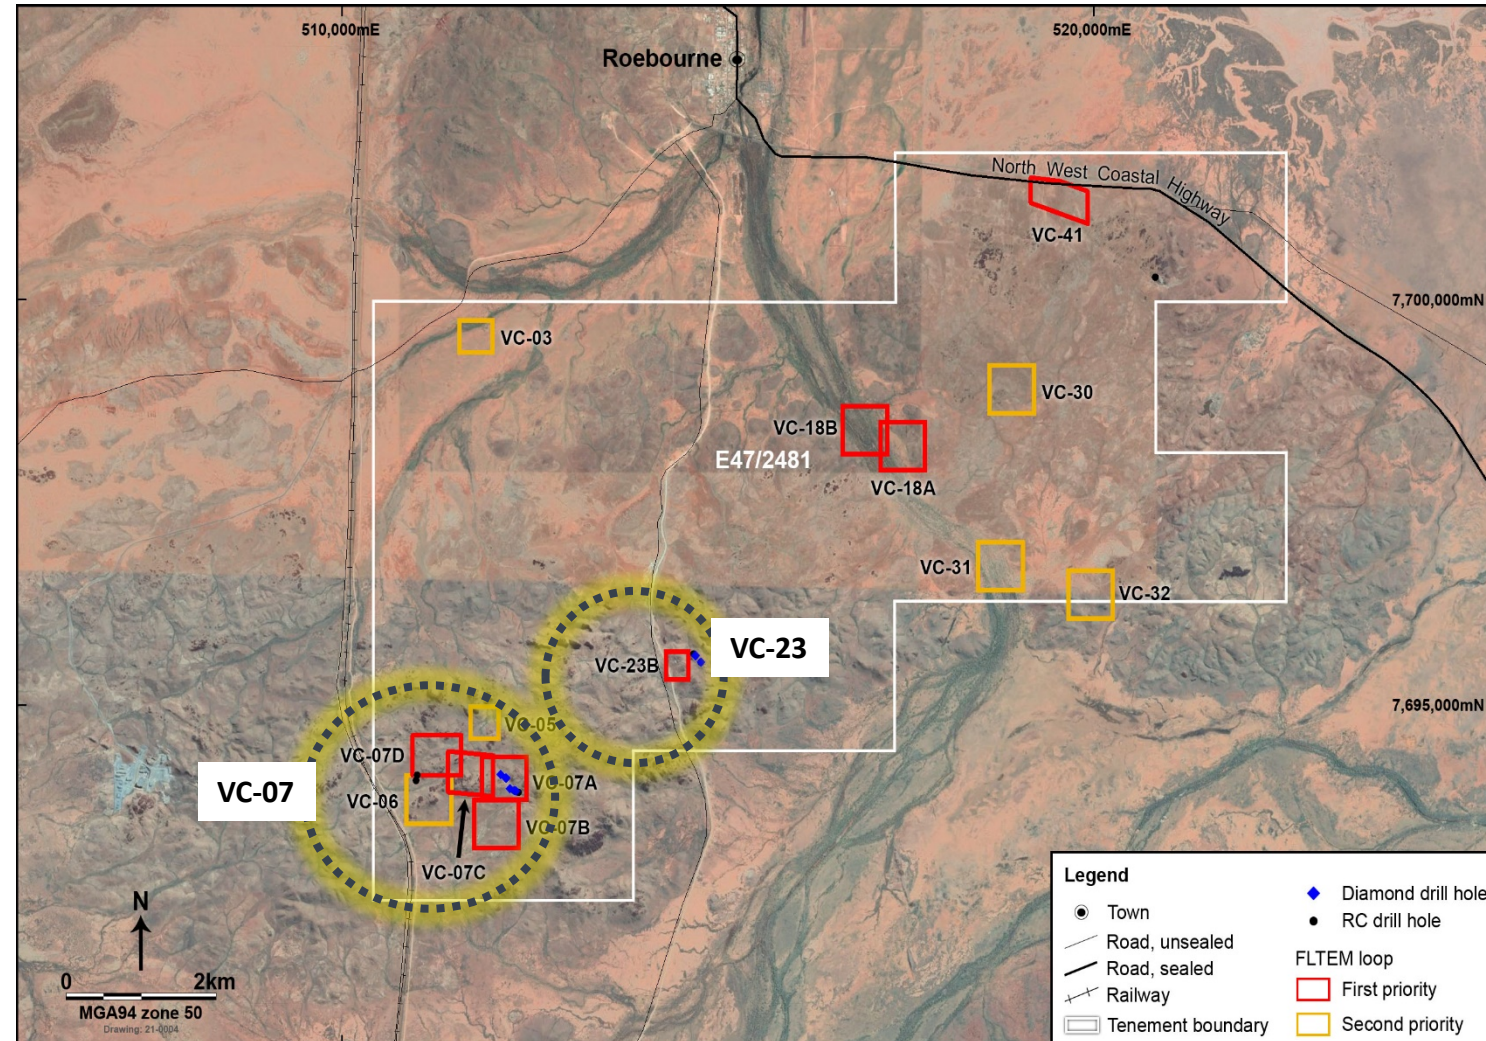 510,000mE
520,000mE
Roebourne
North West Coastal Highway
VC-41
7,700,000mN
VC-03
VC-30
VC-18B
E47/2481
VC-18A
VC-31
VC-32
VC-23
VC-23B
7,695,000mN
VC-05
VC-07D
VC-07A
VC-07
VC-06
VC-07B
VC-07C
N
0 2km
MGA94 zone 50
Drawing: 21-0004
Legend
Town
Road, unsealed
Road, sealed
Railway
Tenement boundary
Diamond drill hole
RC drill hole
FLTEM loop
First priority
Second priority